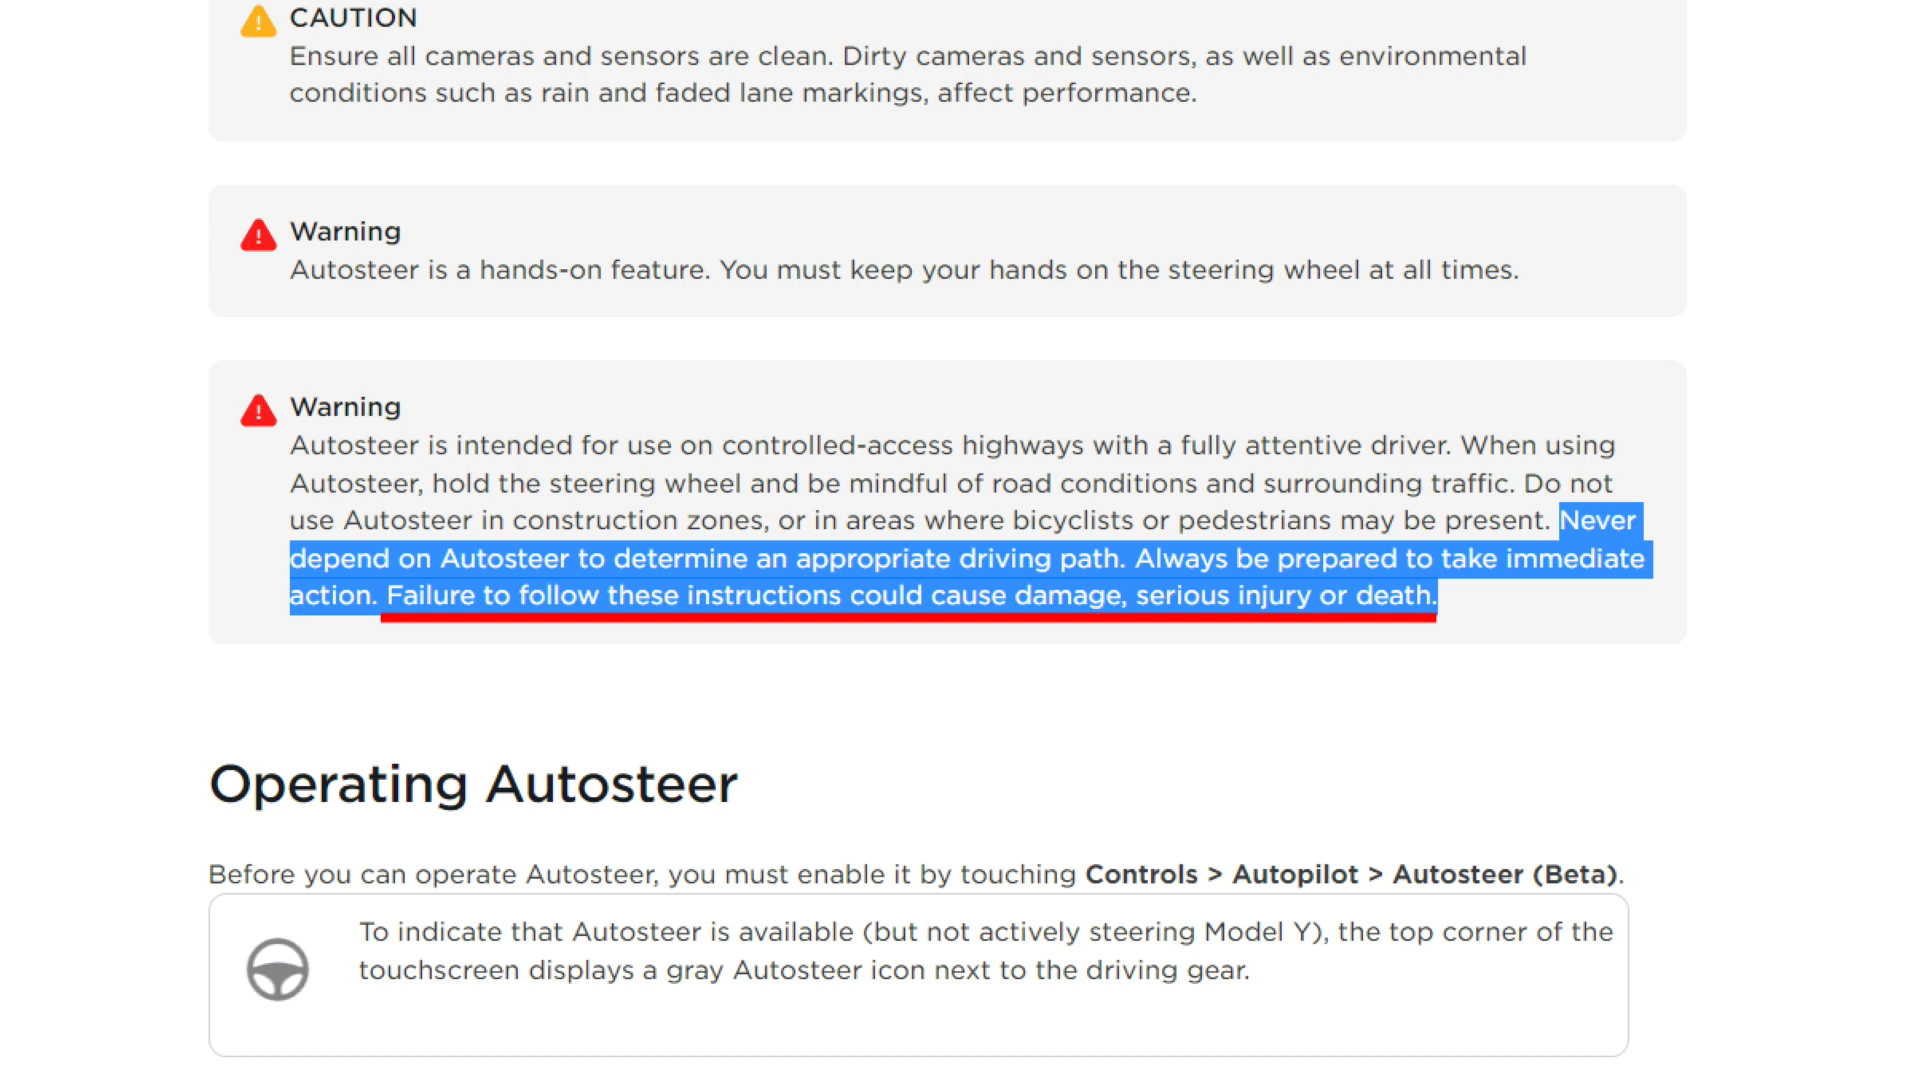 CAUTION
Ensure all cameras and sensors are clean. Dirty cameras and sensors, as well as environmental
conditions such as rain and faded lane markings, affect performance.
Warning
Autosteer is a hands-on feature. You must keep your hands on the steering wheel at all times.
Warning
Autosteer is intended for use on controlled-access highways with a fully attentive driver. When using
Autosteer, hold the steering wheel and be mindful of road conditions and surrounding traffic. Do not
use Autosteer in construction zones, or in areas where bicyclists or pedestrians may be present. Never
depend on Autosteer to determine an appropriate driving path. Always be prepared to take immediate
action. Failure to follow these instructions could cause damage, serious injury or death.
Operating Autosteer
Before you can operate Autosteer, you must enable it by touching Controls > Autopilot > Autosteer (Beta).
To indicate that Autosteer is available (but not actively steering Model Y), the top corner of the
touchscreen displays a gray Autosteer icon next to the driving gear.